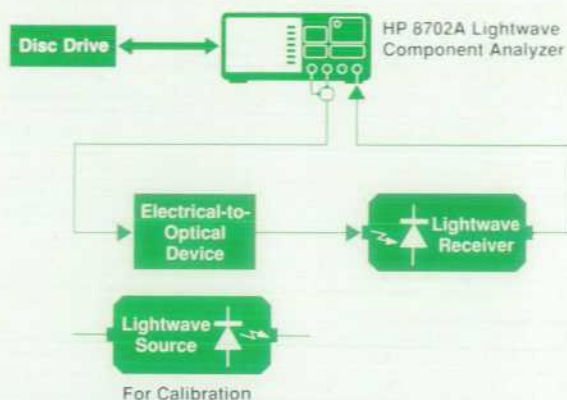 Disc Drive
HP 8702A Lightwave
Component Analyzer
Electrical-to-
Optical
Device
Lightwave
Receiver
Lightwave
Source
For Calibration